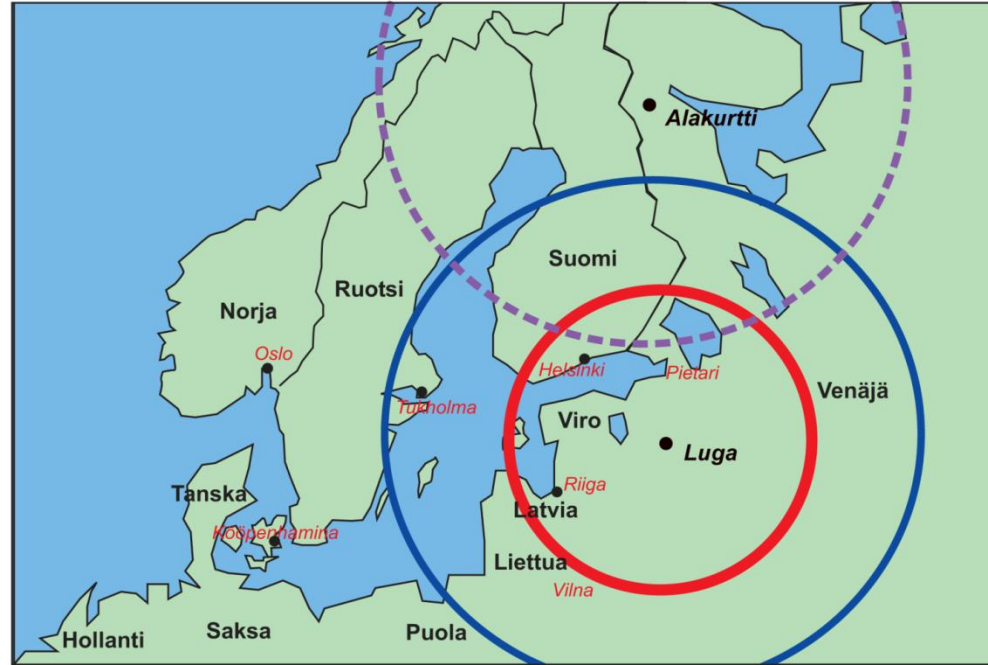 Alakurtti
Suomi
Ruotsi
Norja
Oslo
Helsinki
Pietari
Venäjä
Tukholma
Viro
Luga
Riiga
Tanska
Latvia
Kööpenhamina
Liettua
Vilna
Hollanti
Saksa
Puola